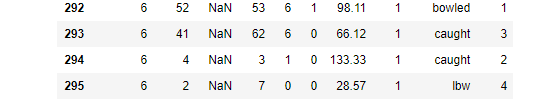 292 6 52 NaN 53 6 1 98.11 1 bowled 1
293 6 41 NaN 62 6 0 66.12 1 caught 3
294 6 4 NaN 3 1 0 133.33 1 caught 2
295 6 2 NaN 7 0 0 28.57 1 lbw 4